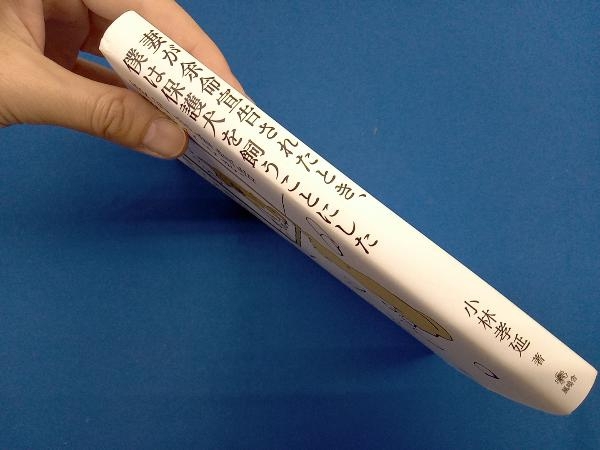 妻が余命宣告されたとき、
僕は保護犬を飼うことにした
小林孝延 著
風鳴舎